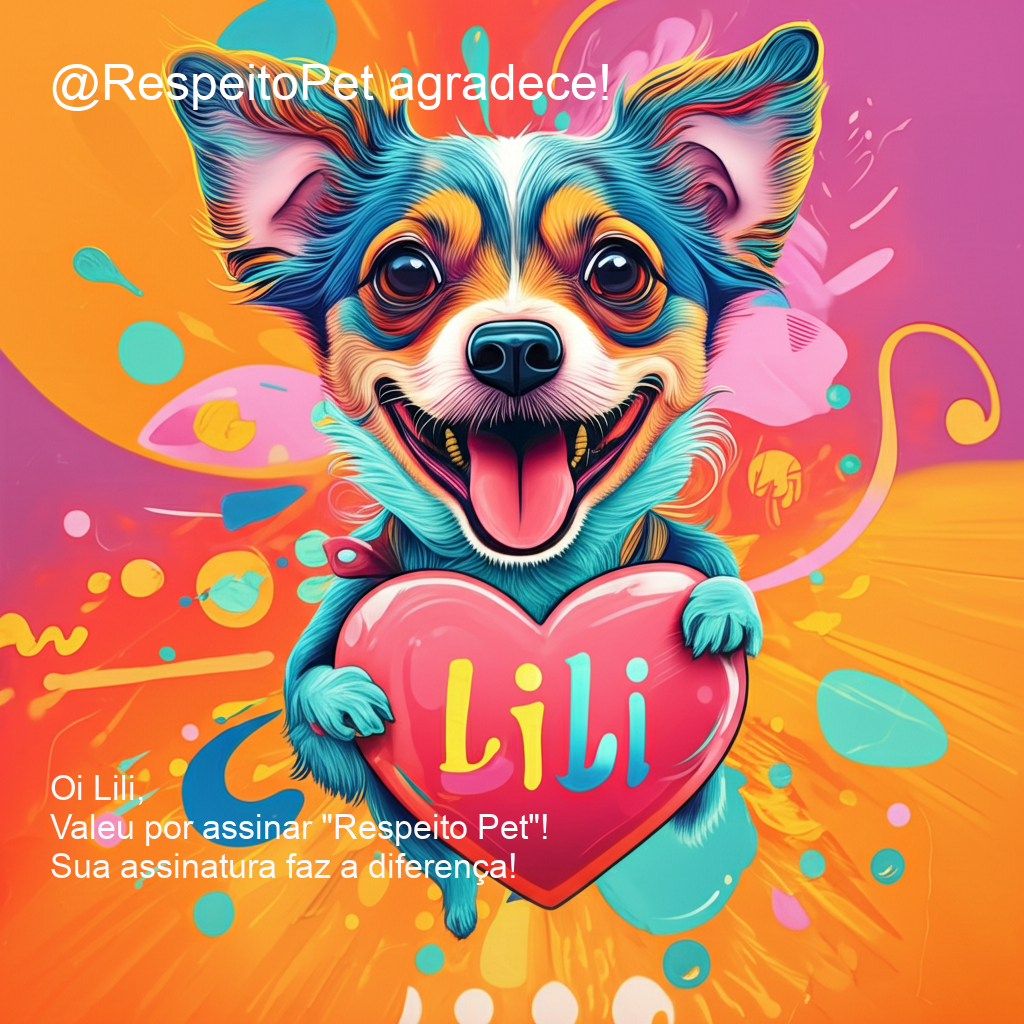 @RespeitoPet agradece!
LiLi
Oi Lili,
Valeu por assinar "Respeito Pet"!
Sua assinatura faz a diferença!